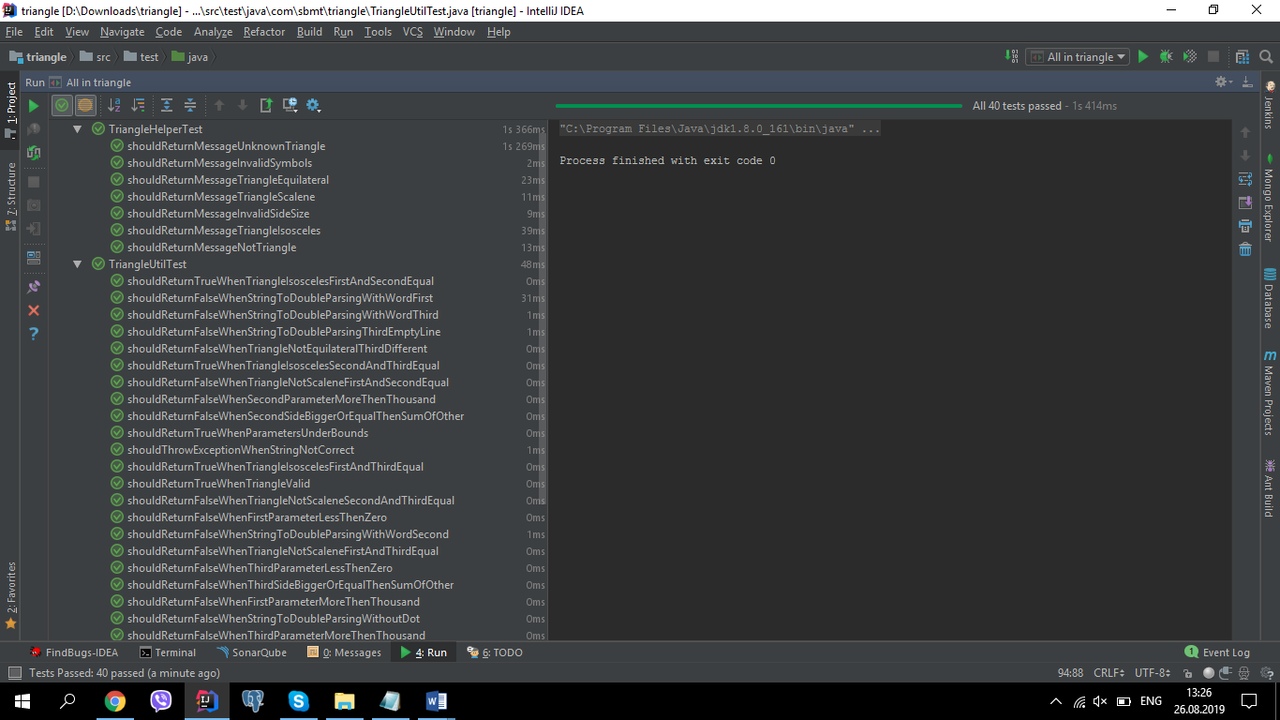 triangle [D:\Downloads\triangle] - ...\src\test\java\com\sbmt\triangle\TriangleUtilTest.java [triangle] - IntelliJ IDEA
File Edit View Navigate Code Analyze Refactor Build Run Tools VCS Window Help
triangle src test java All in triangle
Run All in triangle
All 40 tests passed - 1s 414ms
TriangleHelperTest 1s 366ms
shouldReturnMessageUnknownTriangle 1s 269ms
shouldReturnMessageInvalidSymbols 2ms
shouldReturnMessageTriangleEquilateral 23ms
shouldReturnMessageTriangleScalene 11ms
shouldReturnMessageInvalidSideSize 9ms
shouldReturnMessageTriangleIsosceles 39ms
shouldReturnMessageNotTriangle 13ms
TriangleUtilTest 48ms
shouldReturnTrueWhenTriangleIsoscelesFirstAndSecondEqual 0ms
shouldReturnFalseWhenStringToDoubleParsingWithWordFirst 31ms
shouldReturnFalseWhenStringToDoubleParsingWithWordThird 1ms
shouldReturnFalseWhenStringToDoubleParsingThirdEmptyLine 1ms
shouldReturnFalseWhenTriangleNotEquilateralThirdDifferent 0ms
shouldReturnTrueWhenTriangleIsoscelesSecondAndThirdEqual 0ms
shouldReturnFalseWhenTriangleNotScaleneFirstAndSecondEqual 0ms
shouldReturnFalseWhenSecondParameterMoreThenThousand 0ms
shouldReturnFalseWhenSecondSideBiggerOrEqualThenSumOfOther 0ms
shouldReturnTrueWhenParametersUnderBounds 0ms
shouldThrowExceptionWhenStringNotCorrect 1ms
shouldReturnTrueWhenTriangleIsoscelesFirstAndThirdEqual 0ms
shouldReturnTrueWhenTriangleValid 0ms
shouldReturnFalseWhenTriangleNotScaleneSecondAndThirdEqual 0ms
shouldReturnFalseWhenFirstParameterLessThenZero 0ms
shouldReturnFalseWhenStringToDoubleParsingWithWordSecond 1ms
shouldReturnFalseWhenTriangleNotScaleneFirstAndThirdEqual 0ms
shouldReturnFalseWhenThirdParameterLessThenZero 0ms
shouldReturnFalseWhenThirdSideBiggerOrEqualThenSumOfOther 0ms
shouldReturnFalseWhenFirstParameterMoreThenThousand 0ms
shouldReturnFalseWhenStringToDoubleParsingWithoutDot 0ms
shouldReturnFalseWhenThirdParameterMoreThenThousand 0ms
"C:\Program Files\Java\jdk1.8.0_161\bin\java" ...
Process finished with exit code 0
1: Project
7: Structure
2: Favorites
Jenkins
Mongo Explorer
Database
Maven Projects
Ant Build
FindBugs-IDEA Terminal SonarQube 0: Messages 4: Run 6: TODO 1 Event Log
Tests Passed: 40 passed (a minute ago) 94:88 CRLF UTF-8
ENG 13:26
26.08.2019